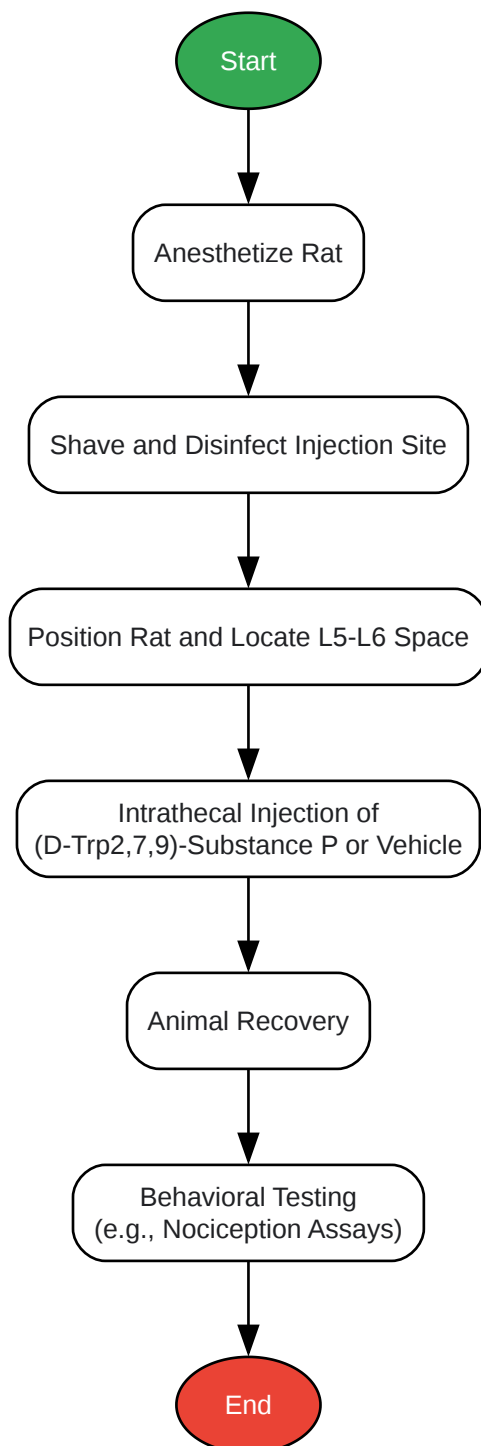 Start
Anesthetize Rat
Shave and Disinfect Injection Site
Position Rat and Locate L5-L6 Space
Intrathecal Injection of
(D-Trp2,7,9)-Substance P or Vehicle
Animal Recovery
Behavioral Testing
(e.g., Nociception Assays)
End